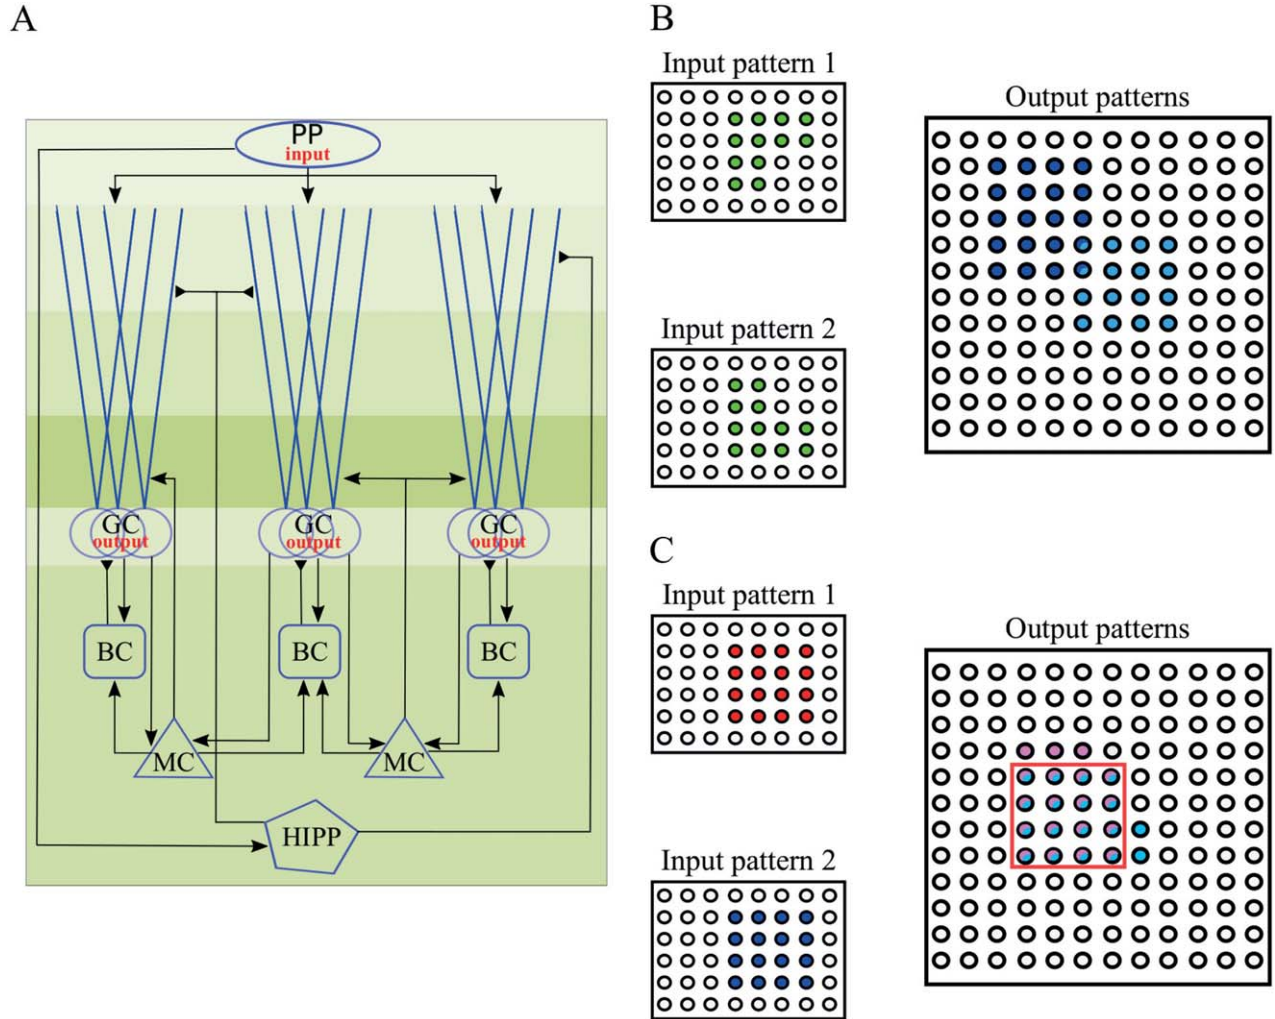 A
PP
input
GC
output
GC
output
GC
output
BC
BC
BC
MC
MC
HIPP
B
Input pattern 1
Output patterns
Input pattern 2
C
Input pattern 1
Output patterns
Input pattern 2